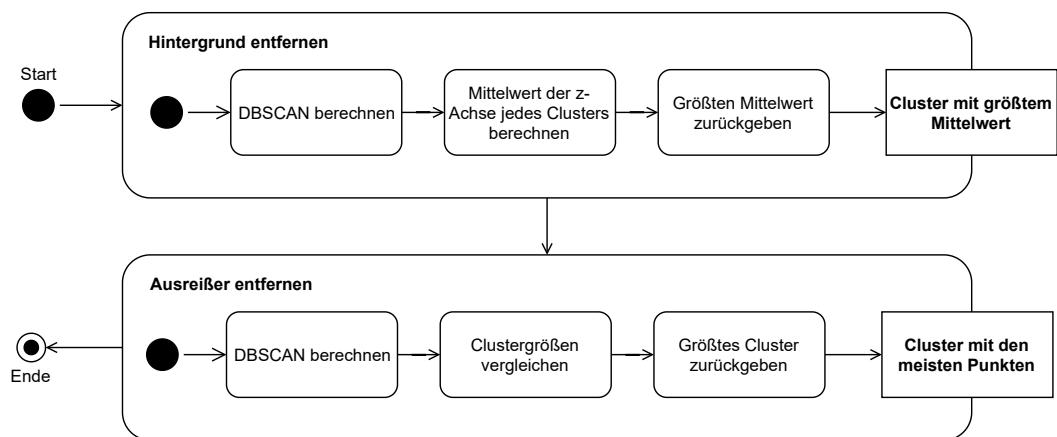 Hintergrund entfernen
Start
DBSCAN berechnen
Mittelwert der z-
Achse jedes Clusters
berechnen
Größten Mittelwert
zurückgeben
Cluster mit größtem
Mittelwert
Ausreißer entfernen
DBSCAN berechnen
Clustergrößen
vergleichen
Größtes Cluster
zurückgeben
Cluster mit den
meisten Punkten
Ende